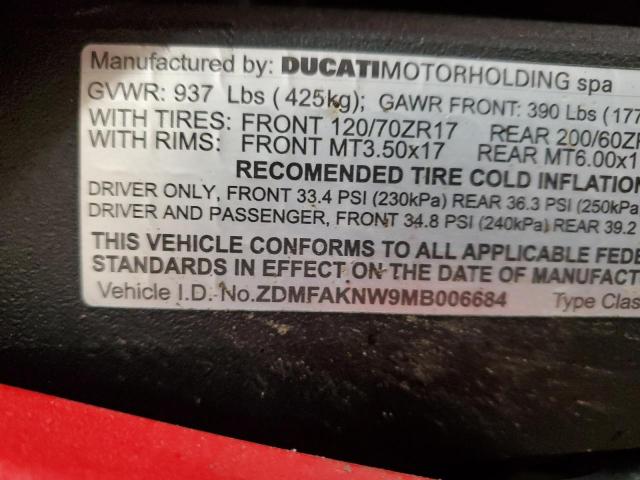 Manufactured by: DUCATIMOTORHOLDING spa
GVWR: 937 Lbs (425kg); GAWR FRONT: 390 Lbs (177
WITH TIRES: FRONT 120/70ZR17 REAR 200/60ZR
WITH RIMS: FRONT MT3.50x17 REAR MT6.00x1
RECOMENDED TIRE COLD INFLATION
DRIVER ONLY, FRONT 33.4 PSI (230kPa) REAR 36.3 PSI (250kPa)
DRIVER AND PASSENGER, FRONT 34.8 PSI (240kPa) REAR 39.2
THIS VEHICLE CONFORMS TO ALL APPLICABLE FEDE
STANDARDS IN EFFECT ON THE DATE OF MANUFACT
Vehicle I.D.-No.ZDMFAKNW9MB006684 Type Clas